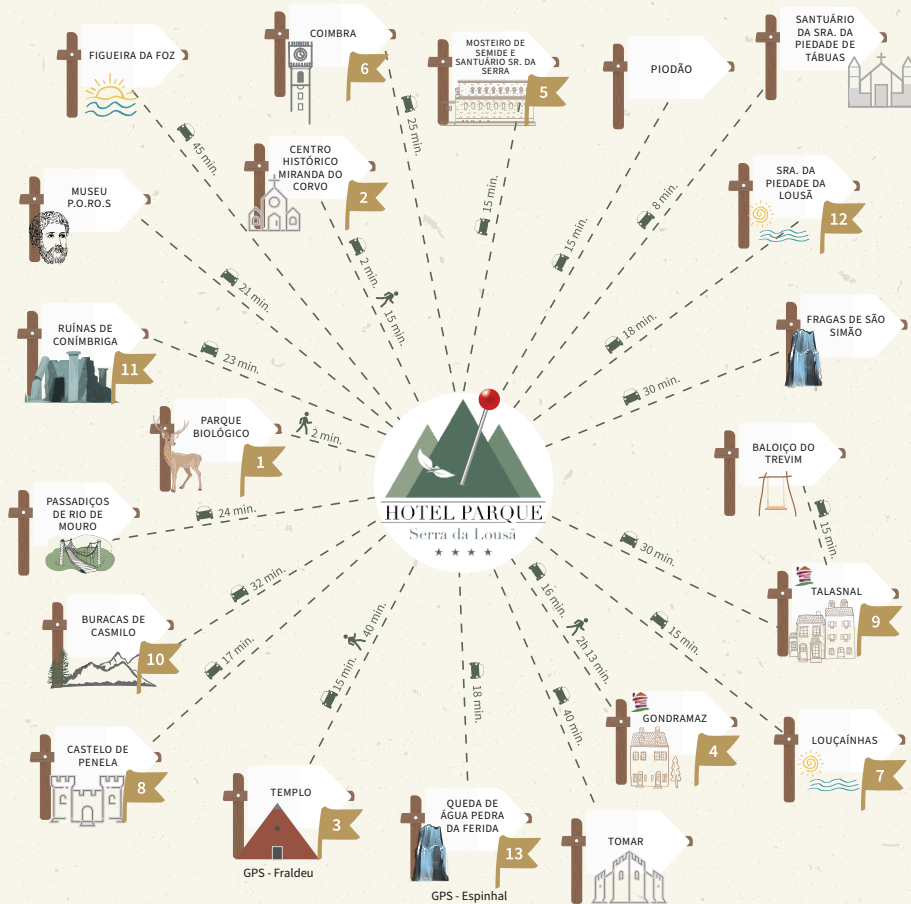 FIGUEIRA DA FOZ
45 min.
COIMBRA
6
25 min.
MOSTEIRO DE
SEMIDE E
SANTUÁRIO SR. DA
SERRA
5
15 min.
PIODÃO
15 min.
SANTUÁRIO
DA SRA. DA
PIEDADE DE
TÁBUAS
8 min.
MUSEU
P.O.RO.S
21 min.
CENTRO
HISTÓRICO
MIRANDA DO
CORVO
2
2 min.
15 min.
SRA. DA
PIEDADE DA
LOUSÃ
12
18 min.
RUÍNAS DE
CONÍMBRIGA
11
23 min.
FRAGAS DE SÃO
SIMÃO
30 min.
PARQUE
BIOLÓGICO
1
2 min.
BALOIÇO DO
TREVIM
15 min.
PASSADIÇOS
DE RIO DE
MOURO
24 min.
HOTEL PARQUE
Serra da Lousã
30 min.
TALASNAL
9
BURACAS DE
CASMILO
10
32 min.
16 min.
2h 13 min.
GONDRAMAZ
4
15 min.
LOUÇAÍNHAS
7
CASTELO DE
PENELA
8
17 min.
15 min.
40 min.
TEMPLO
3
GPS - Fraldeu
18 min.
QUEDA DE
ÁGUA PEDRA
DA FERIDA
13
GPS - Espinhal
40 min.
TOMAR